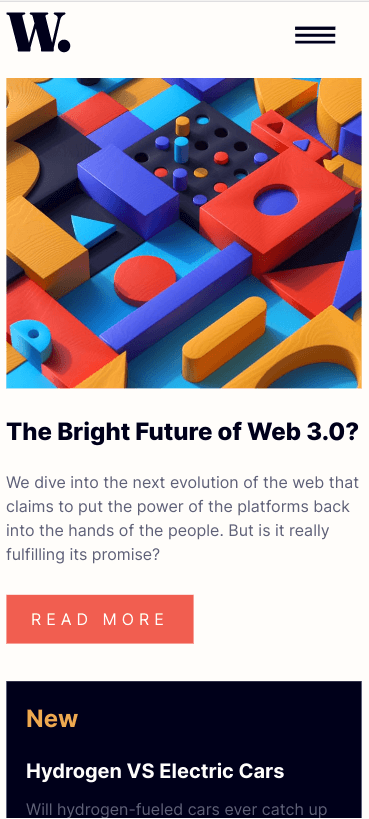 W.
The Bright Future of Web 3.0?
We dive into the next evolution of the web that
claims to put the power of the platforms back
into the hands of the people. But is it really
fulfilling its promise?
READ MORE
New
Hydrogen VS Electric Cars
Will hydrogen-fueled cars ever catch up